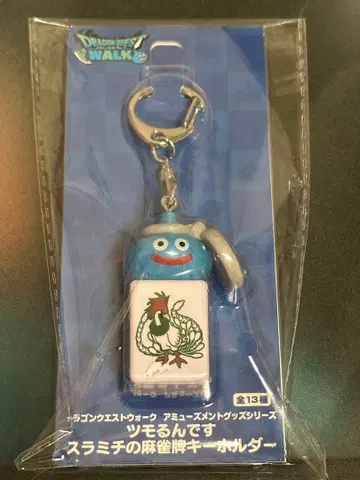 DRAGON QUEST
WALK
全13種
ドラゴンクエストウォーク アミューズメントグッズシリーズ
ツモるんです
スラミチの麻雀牌キーホルダー